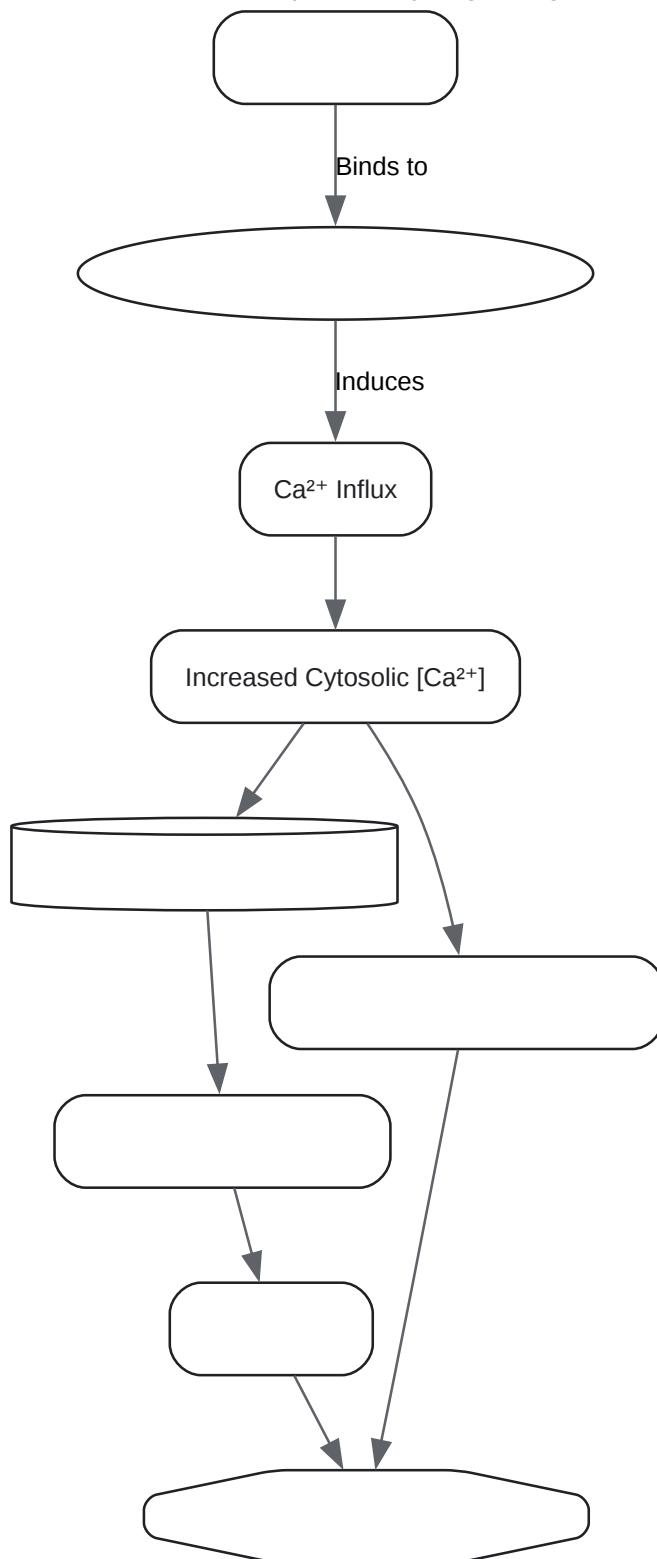 Binds to
Induces
Ca²⁺ Influx
Increased Cytosolic [Ca²⁺]